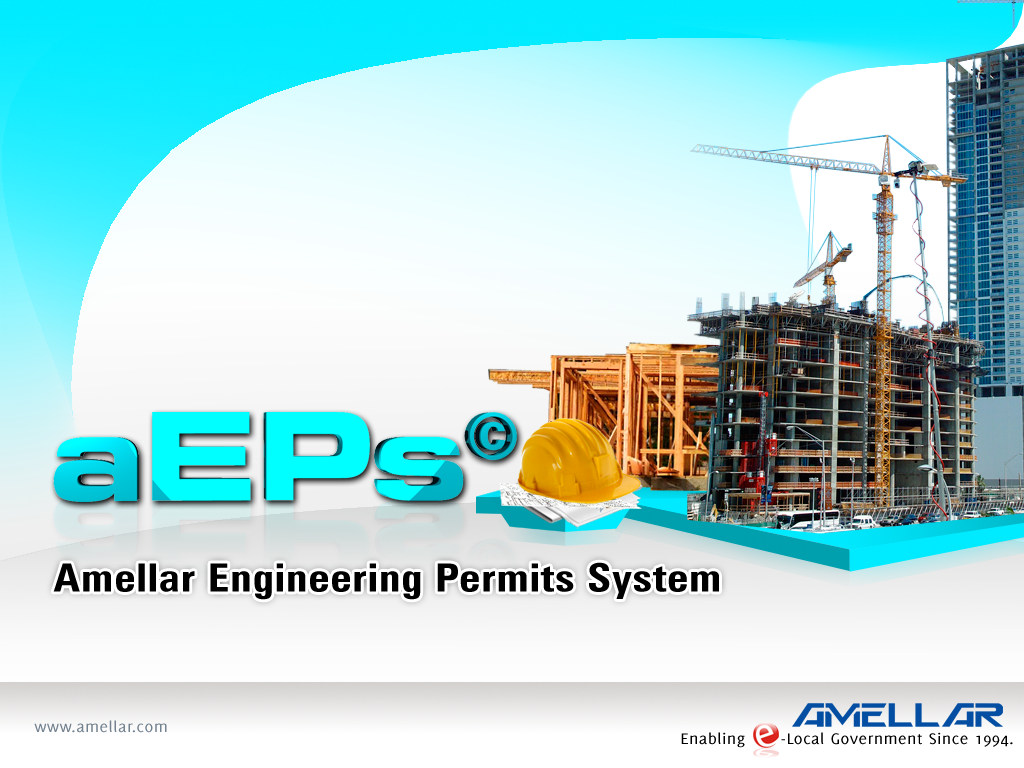 aEPs©
Amellar Engineering Permits System
www.amellar.com
AMELLAR
Enabling e-Local Government Since 1994.